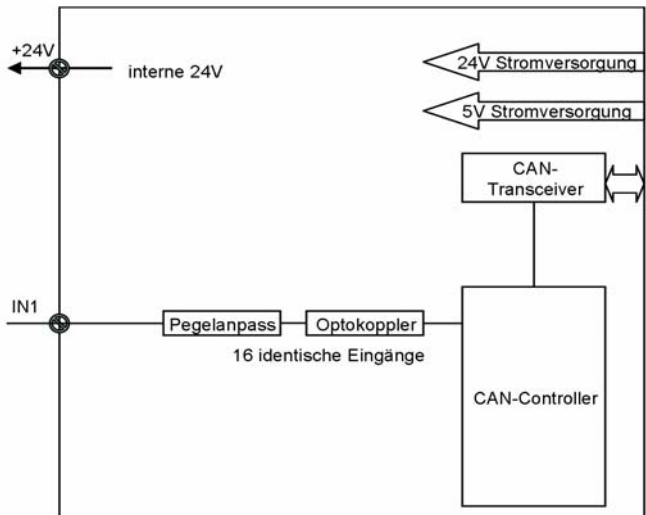 +24V
interne 24V
24V Stromversorgung
5V Stromversorgung
CAN-
Transceiver
IN1
Pegelanpass
Optokoppler
16 identische Eingänge
CAN-Controller